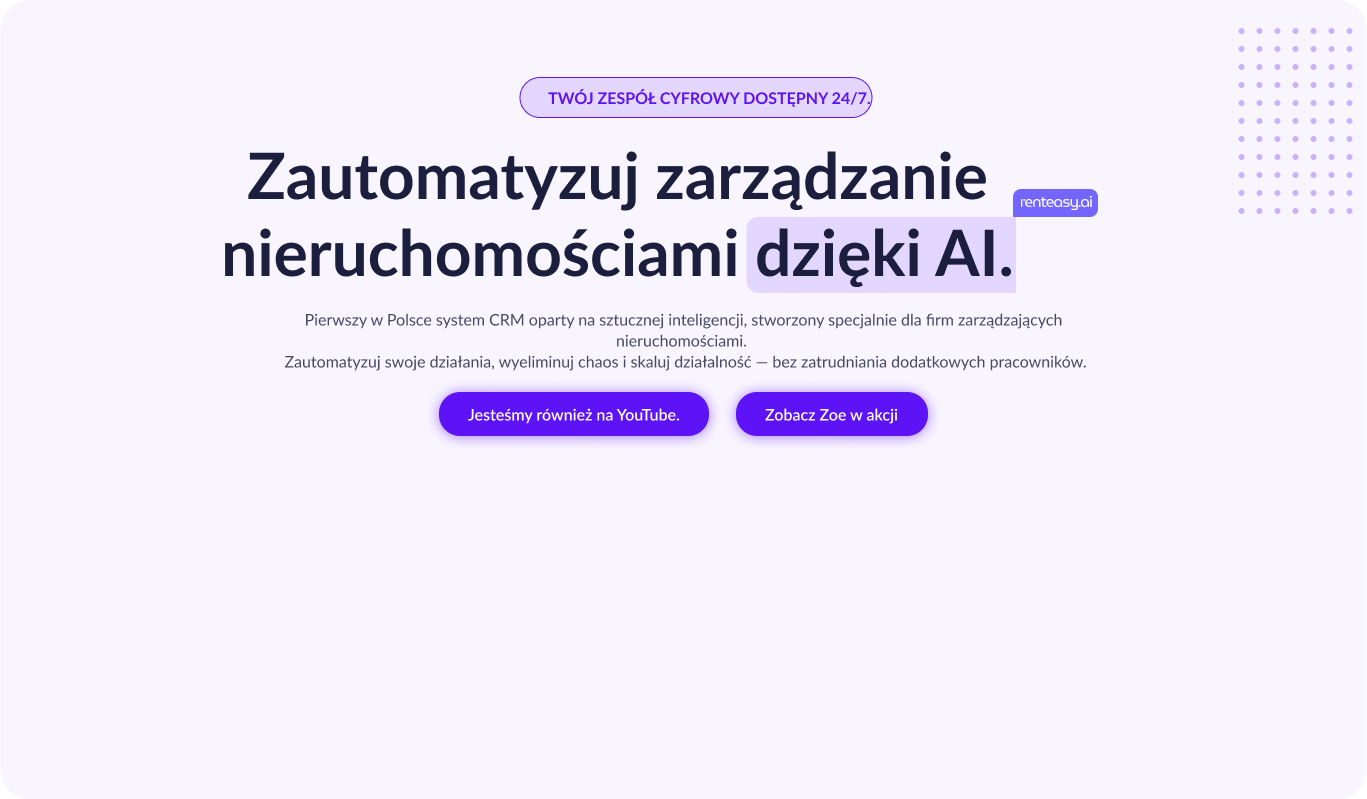 TWÓJ ZESPÓŁ CYFROWY DOSTĘPNY 24/7.
Zautomatyzuj zarządzanie
renteasy.ai
nieruchomościami dzięki AI.
Pierwszy w Polsce system CRM oparty na sztucznej inteligencji, stworzony specjalnie dla firm zarządzających
nieruchomościami.
Zautomatyzuj swoje działania, wyeliminuj chaos i skaluj działalność — bez zatrudniania dodatkowych pracowników.
Jesteśmy również na YouTube.
Zobacz Zoe w akcji